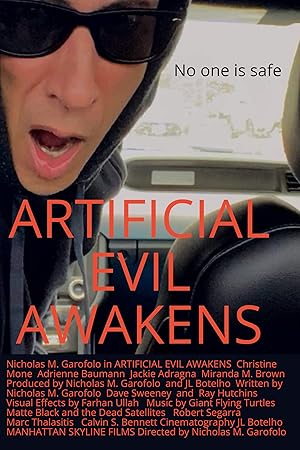 No one is safe
ARTIFICIAL
EVIL
AWAKENS
Nicholas M. Garofolo in ARTIFICIAL EVIL AWAKENS Christine
Mone Adrienne Baumann Jackie Adragna Miranda M. Brown
Produced by Nicholas M. Garofolo and JL Botelho Written by
Nicholas M. Garofolo Dave Sweeney and Ray Hutchins
Visual Effects by Farhan Ullah Music by Giant Flying Turtles
Matte Black and the Dead Satellites Robert Segarra
Marc Thalasitis Calvin S. Bennett Cinematography JL Botelho
MANHATTAN SKYLINE FILMS Directed by Nicholas M. Garofolo